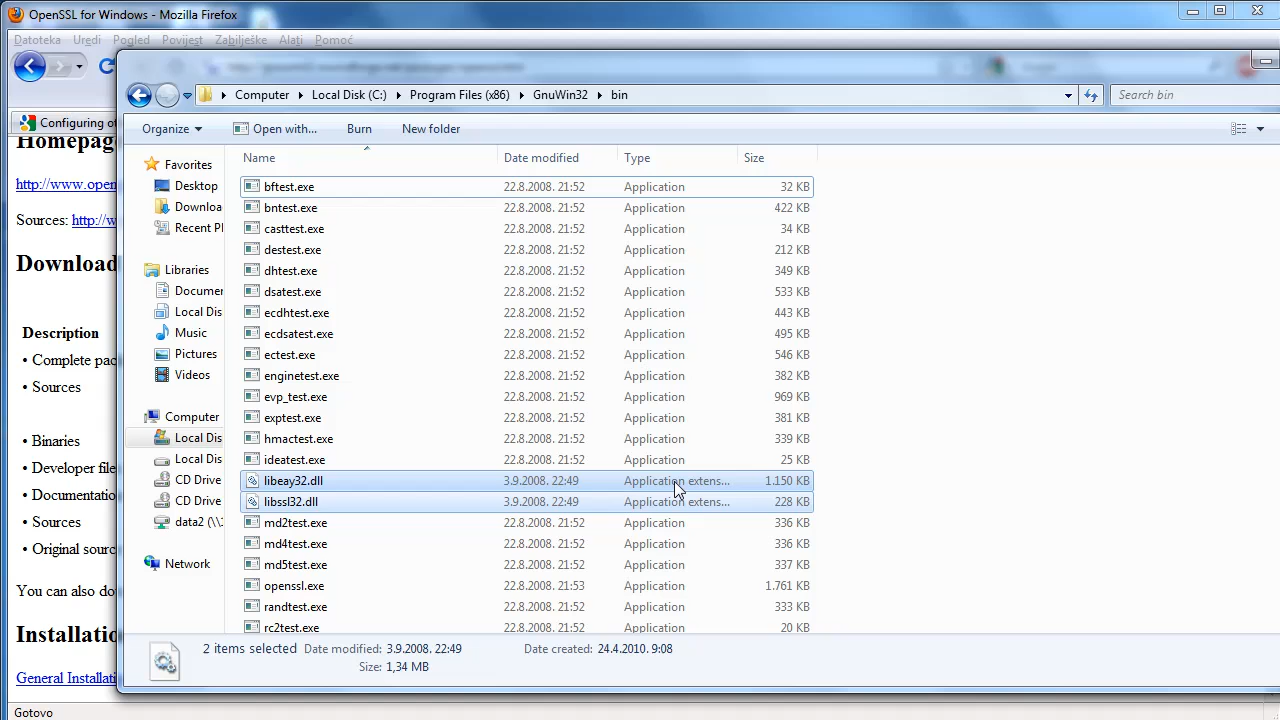 OpenSSL for Windows - Mozilla Firefox
Datoteka Uredi Pogled Povijest Zabilješke Alati Pomoć
Computer Local Disk (C:) Program Files (x86) GnuWin32 bin
Search bin
Configuring of
Organize Open with... Burn New folder
Homepag
http://www.open
Sources: http://w
Download
Description
• Complete pac
• Sources
• Binaries
• Developer file
• Documentatio
• Sources
• Original sourc
You can also do
Installati
General Installati
Gotovo
Favorites
Desktop
Downloa
Recent P
Libraries
Documer
Local Dis
Music
Pictures
Videos
Computer
Local Dis
Local Dis
CD Drive
CD Drive
data2 (\\
Network
Name Date modified Type Size
bftest.exe 22.8.2008. 21:52 Application 32 KB
bntest.exe 22.8.2008. 21:52 Application 422 KB
casttest.exe 22.8.2008. 21:52 Application 34 KB
destest.exe 22.8.2008. 21:52 Application 212 KB
dhtest.exe 22.8.2008. 21:52 Application 349 KB
dsatest.exe 22.8.2008. 21:52 Application 533 KB
ecdhtest.exe 22.8.2008. 21:52 Application 443 KB
ecdsatest.exe 22.8.2008. 21:52 Application 495 KB
ectest.exe 22.8.2008. 21:52 Application 546 KB
enginetest.exe 22.8.2008. 21:52 Application 382 KB
evp_test.exe 22.8.2008. 21:52 Application 969 KB
exptest.exe 22.8.2008. 21:52 Application 381 KB
hmactest.exe 22.8.2008. 21:52 Application 339 KB
ideatest.exe 22.8.2008. 21:52 Application 25 KB
libeay32.dll 3.9.2008. 22:49 Application extens... 1.150 KB
libssl32.dll 3.9.2008. 22:49 Application extens... 228 KB
md2test.exe 22.8.2008. 21:52 Application 336 KB
md4test.exe 22.8.2008. 21:52 Application 336 KB
md5test.exe 22.8.2008. 21:52 Application 337 KB
openssl.exe 22.8.2008. 21:53 Application 1.761 KB
randtest.exe 22.8.2008. 21:52 Application 333 KB
rc2test.exe 22.8.2008. 21:52 Application 20 KB
2 items selected Date modified: 3.9.2008. 22:49 Date created: 24.4.2010. 9:08
Size: 1,34 MB